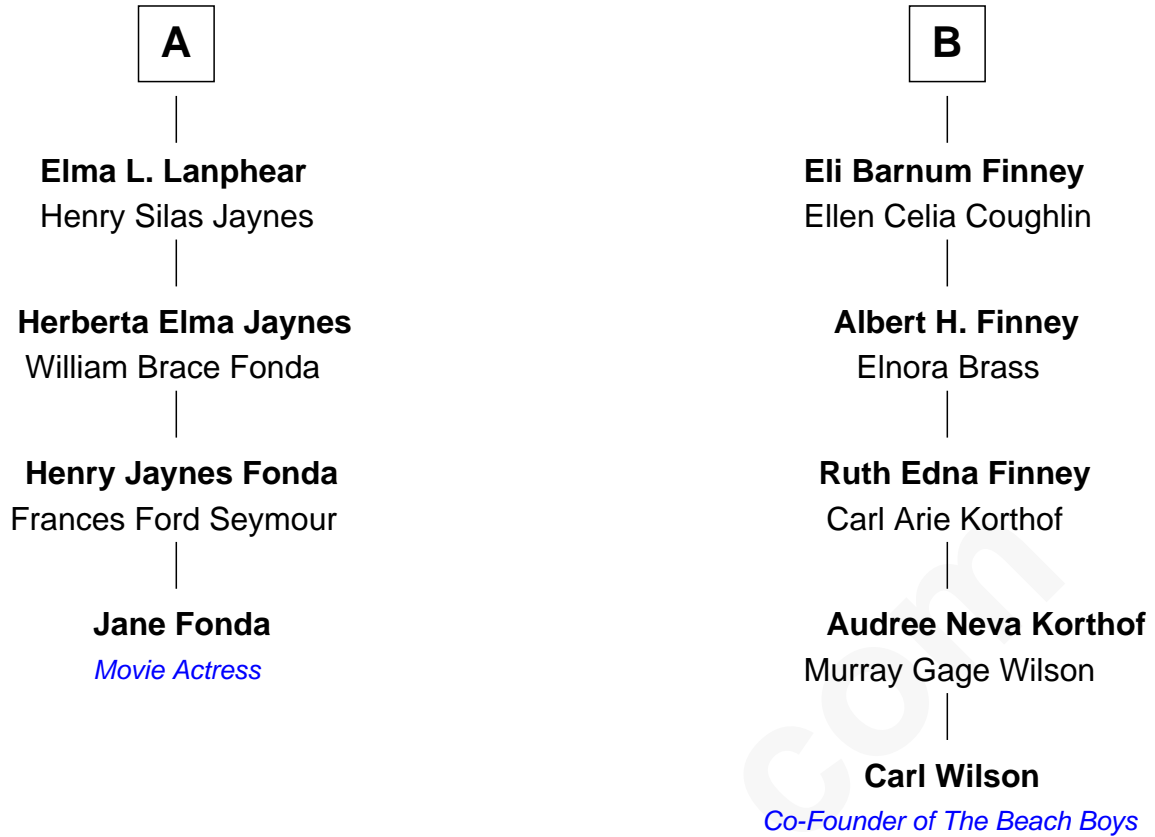 A
Elma L. Lanphear
Henry Silas Jaynes
Herberta Elma Jaynes
William Brace Fonda
Henry Jaynes Fonda
Frances Ford Seymour
Jane Fonda
Movie Actress
B
Eli Barnum Finney
Ellen Celia Coughlin
Albert H. Finney
Elnora Brass
Ruth Edna Finney
Carl Arie Korthof
Audree Neva Korthof
Murray Gage Wilson
Carl Wilson
Co-Founder of The Beach Boys
com